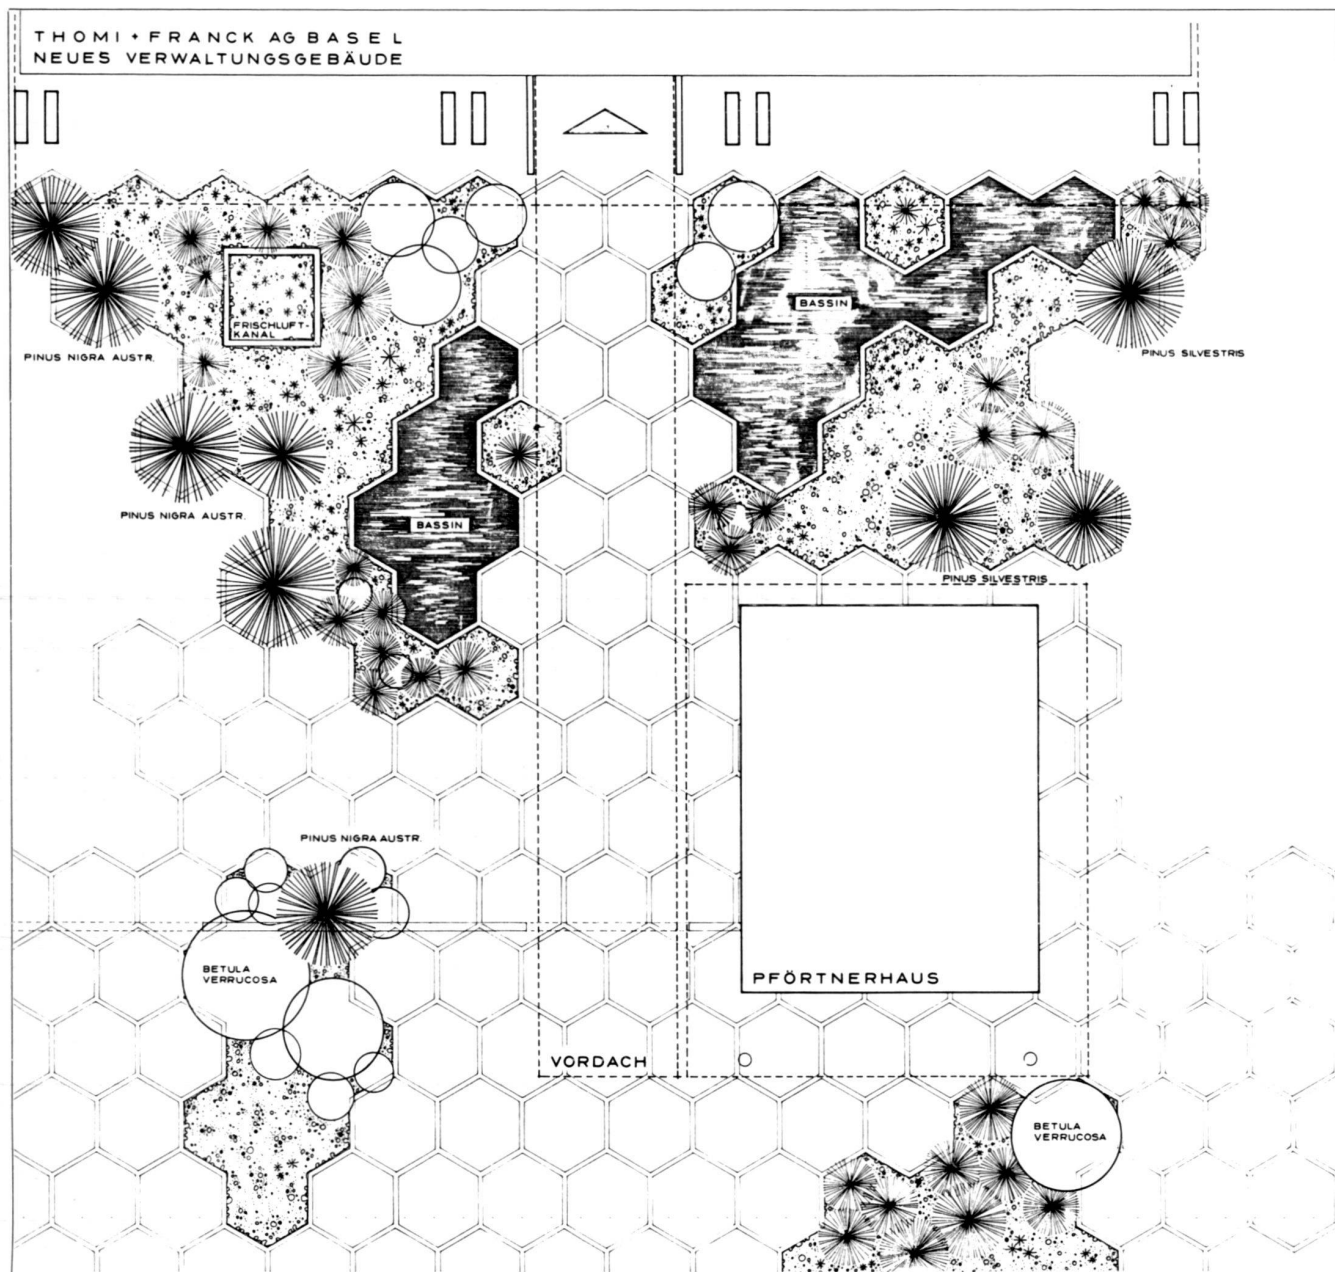 THOMI + FRANCK AG BASEL
NEUES VERWALTUNGSGEBÄUDE
BASSIN
FRISCHLUFT-
KANAL
PINUS NIGRA AUSTR.
PINUS SILVESTRIS
PINUS NIGRA AUSTR.
BASSIN
PINUS SILVESTRIS
PINUS NIGRA AUSTR.
BETULA
VERRUCOSA
PFÖRTNERHAUS
VORDACH
BETULA
VERRUCOSA